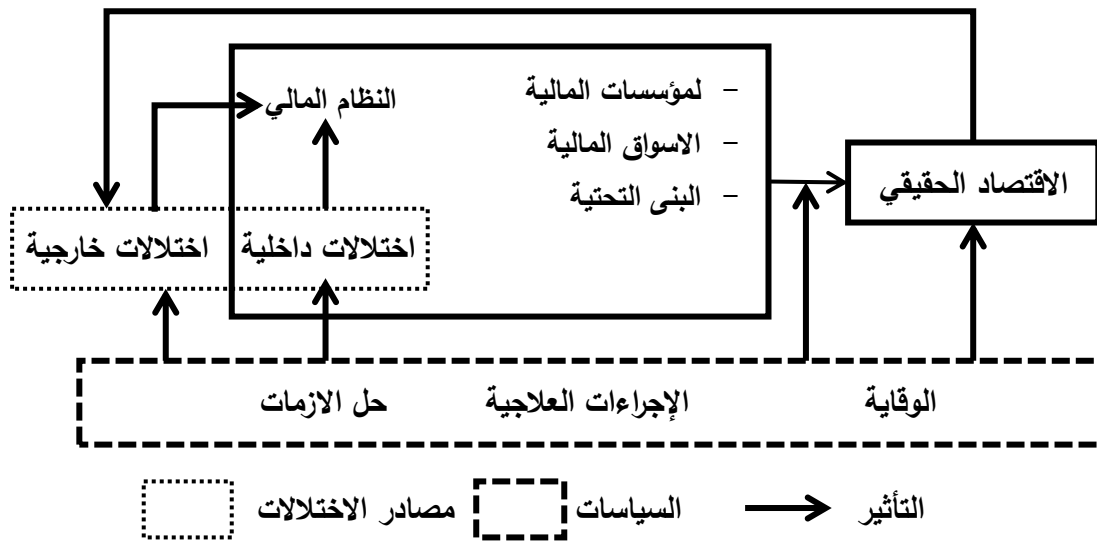 النظام المالي
- لمؤسسات المالية
- الاسواق المالية
- البنى التحتية
الاقتصاد الحقيقي
اختلالات داخلية
اختلالات خارجية
الوقاية
الإجراءات العلاجية
حل الازمات
التأثير
السياسات
مصادر الاختلالات